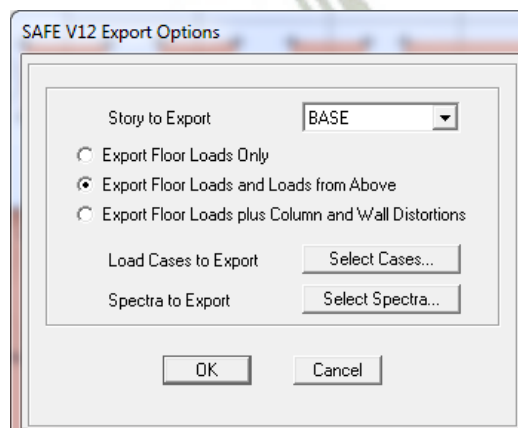 SAFE V12 Export Options
Story to Export BASE
Export Floor Loads Only
Export Floor Loads and Loads from Above
Export Floor Loads plus Column and Wall Distortions
Load Cases to Export Select Cases...
Spectra to Export Select Spectra...
OK Cancel